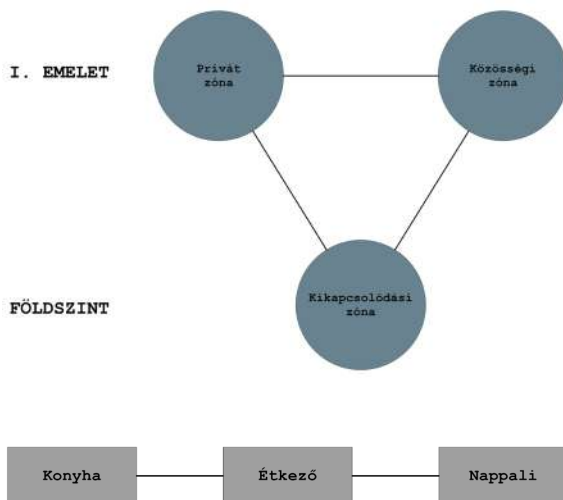 I. EMELET
Privát
zóna
Közösségi
zóna
FÖLDSZINT
Kikapcsolódási
zóna
Konyha
Étkező
Nappali